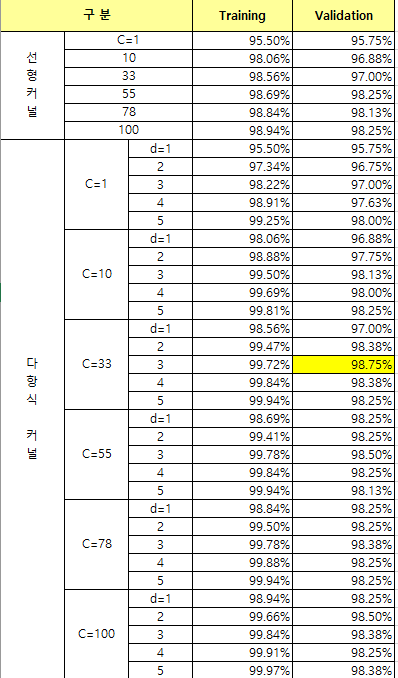 구 분 Training Validation
선형커널 C=1 95.50% 95.75%
10 98.06% 96.88%
33 98.56% 97.00%
55 98.69% 98.25%
78 98.84% 98.13%
100 98.94% 98.25%
다항식 커널 C=1 d=1 95.50% 95.75%
2 97.34% 96.75%
3 98.22% 97.00%
4 98.91% 97.63%
5 99.25% 98.00%
C=10 d=1 98.06% 96.88%
2 98.88% 97.75%
3 99.50% 98.13%
4 99.69% 98.00%
5 99.81% 98.25%
C=33 d=1 98.56% 97.00%
2 99.47% 98.38%
3 99.72% 98.75%
4 99.84% 98.38%
5 99.94% 98.25%
C=55 d=1 98.69% 98.25%
2 99.41% 98.25%
3 99.78% 98.50%
4 99.84% 98.25%
5 99.94% 98.13%
C=78 d=1 98.84% 98.25%
2 99.50% 98.25%
3 99.78% 98.38%
4 99.88% 98.25%
5 99.94% 98.25%
C=100 d=1 98.94% 98.25%
2 99.66% 98.50%
3 99.84% 98.38%
4 99.91% 98.25%
5 99.97% 98.38%